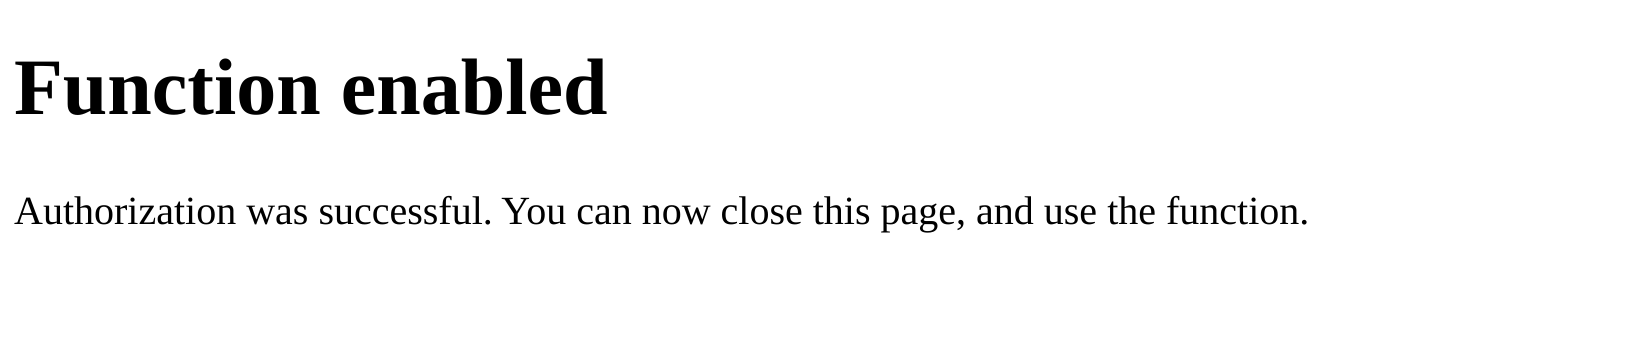 Function enabled
Authorization was successful. You can now close this page, and use the function.